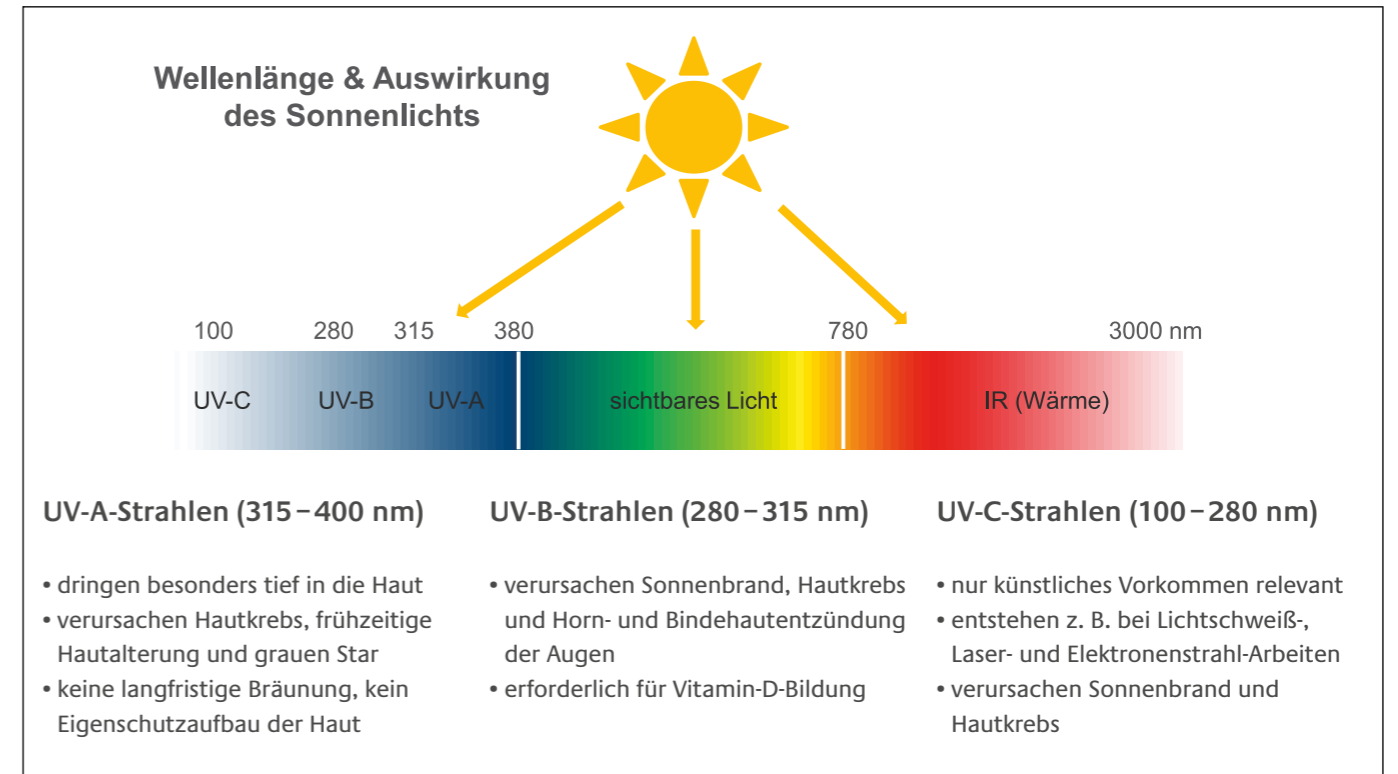 Wellenlänge & Auswirkung
des Sonnenlichts
100 280 315 380 780 3000 nm
UV-C UV-B UV-A sichtbares Licht IR (Wärme)
UV-A-Strahlen (315–400 nm)
• dringen besonders tief in die Haut
• verursachen Hautkrebs, frühzeitige
Hautalterung und grauen Star
• keine langfristige Bräunung, kein
Eigenschutzaufbau der Haut
UV-B-Strahlen (280–315 nm)
• verursachen Sonnenbrand, Hautkrebs
und Horn- und Bindehautentzündung
der Augen
• erforderlich für Vitamin-D-Bildung
UV-C-Strahlen (100–280 nm)
• nur künstliches Vorkommen relevant
• entstehen z. B. bei Lichtschweiß-,
Laser- und Elektronenstrahl-Arbeiten
• verursachen Sonnenbrand und
Hautkrebs